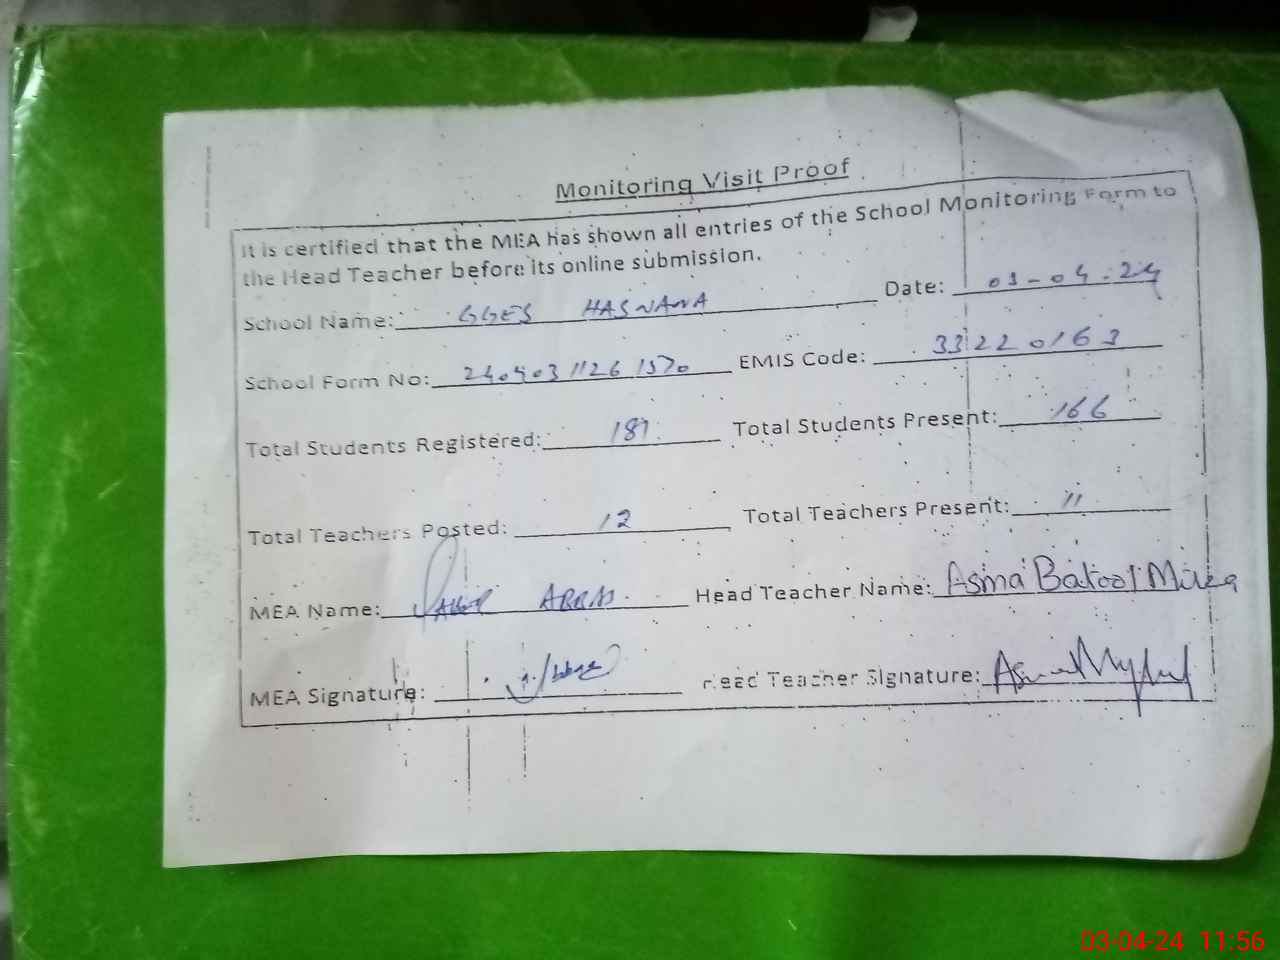 Monitoring Visit Proof
It is certified that the MEA has shown all entries of the School Monitoring Form to
the Head Teacher before its online submission.
School Name: GGES HASNANA Date: 03-04-24
School Form No: 24040311261570 EMIS Code: 33220163
Total Students Registered: 187 Total Students Present: 166
Total Teachers Posted: 12 Total Teachers Present: 11
MEA Name: ABBAS Head Teacher Name: Asma Batool Mirza
MEA Signature: Head Teacher Signature:
03-04-24 11:56